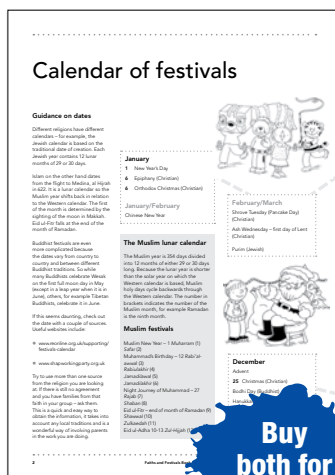 Calendar of festivals
Guidance on dates
Different religions have different
calendars – for example, the
Jewish calendar is based on the
traditional date of creation. Each
Jewish year contains 12 lunar
months of 29 or 30 days.
Islam on the other hand dates
from the flight to Medina, al Hijrah
in 622. It is a lunar calendar so the
Muslim year shifts back in relation
to the Western calendar. The first
of the month is determined by the
sighting of the moon in Makkah.
Eid ul-Fitr falls at the end of the
month of Ramadan.
Buddhist festivals are even
more complicated because
the dates vary from country to
country and between different
Buddhist traditions. So while
many Buddhists celebrate Wesak
on the first full moon day in May
(except in a leap year when it is in
June), others, for example Tibetan
Buddhists, celebrate it in June.
If this seems daunting, check out
the date with a couple of sources.
Useful websites include:
www.reonline.org.uk/supporting/
festivals-calendar
www.shapworkingparty.org.uk
Try to use more than one source
from the religion you are looking
as if there is still no agreement
and you have families from that
faith in your group – ask them.
This is a quick and easy way to
obtain the information, it takes into
account any local traditions and is a
wonderful way of involving parents
in the work you are doing.
January
1 New Year's Day
6 Epiphany (Christian)
6 Orthodox Christmas (Christian)
January/February
Chinese New Year
The Muslim lunar calendar
The Muslim year is 354 days divided
into 12 months of either 29 or 30 days
long. Because the lunar year is shorter
than the solar year on which the
Western calendar is based, Muslim
holy days cycle backwards through
the Western calendar. The number in
brackets indicates the number of the
Muslim month, for example Ramadan
is the ninth month.
Muslim festivals
Muslim New Year – 1 Muharram (1)
Safar (2)
Muhammad's Birthday – 12 Rabi'al-
awwal (3)
Rabiulakhir (4)
Jamadilawal (5)
Jamadilakhir (6)
Night Journey of Muhammad – 27
Rajab (7)
Shaban (8)
Eid ul-Fitr – end of month of Ramadan (9)
Shawwal (10)
Zulkaedah (11)
Eid ul-Adha 10-13 Zul-Hijah (12)
February/March
Shrove Tuesday (Pancake Day)
(Christian)
Ash Wednesday – first day of Lent
(Christian)
Purim (Jewish)
December
Advent
25 Christmas (Christian)
Bodhi Day (Buddhist)
Buy
both for
2
Faiths and Festivals